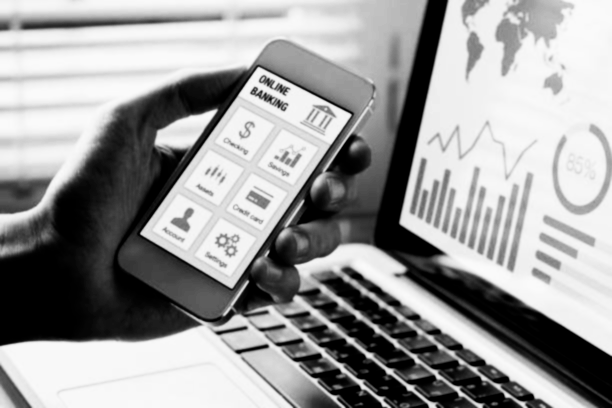 ONLINE
BANKING
$
Checking
Savings
Assets
Credit card
Account
Settings
85%